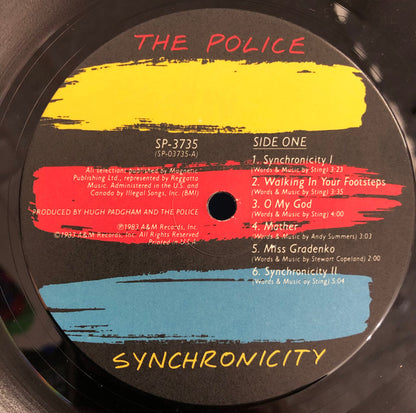 THE POLICE
SP-3735
(SP-03735-A)
All selections published by Magnetic
Publishing Ltd., represented by Reggatta
Music. Administered in the U.S. and
Canada by Illegal Songs, Inc. (BMI)
PRODUCED BY HUGH PADGHAM AND THE POLICE
℗1983 A&M Records, Inc.
©1983 A&M Records, Inc. All Rights Reserved
Printed in U.S.A.
SIDE ONE
1. Synchronicity I
(Words & Music by Sting) 3:23
2. Walking In Your Footsteps
(Words & Music by Sting) 3:35
3. O My God
(Words & Music by Sting) 4:00
4. Mother
(Words & Music by Andy Summers) 3:03
5. Miss Gradenko
(Words & Music by Stewart Copeland) 2:00
6. Synchronicity II
(Words & Music by Sting) 5:04
SYNCHRONICITY